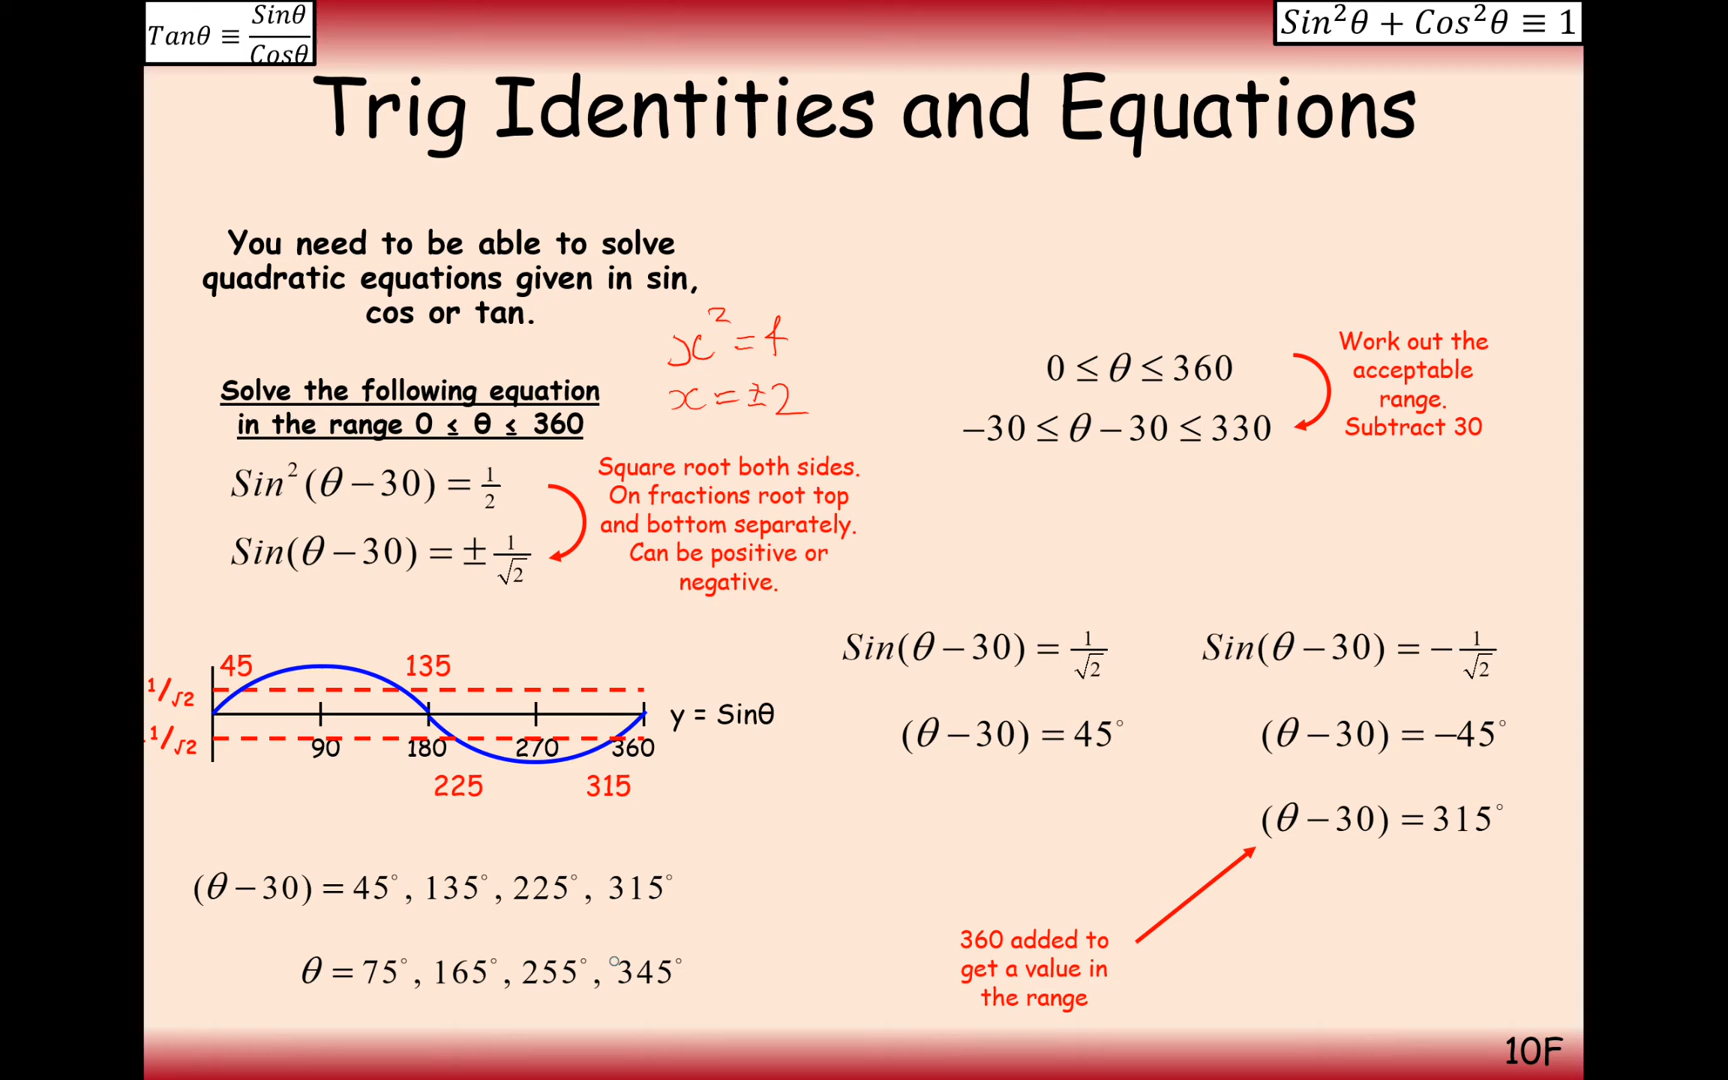 Tanθ ≡ Sinθ/Cosθ
Sin²θ + Cos²θ ≡ 1
Trig Identities and Equations
You need to be able to solve
quadratic equations given in sin,
cos or tan.
x² = 4
x = ±2
Solve the following equation
in the range 0 ≤ θ ≤ 360
Sin²(θ − 30) = 1/2
Sin(θ − 30) = ± 1/√2
Square root both sides.
On fractions root top
and bottom separately.
Can be positive or
negative.
0 ≤ θ ≤ 360
−30 ≤ θ − 30 ≤ 330
Work out the
acceptable
range.
Subtract 30
45 135
1/√2
y = Sinθ
1/√2
90 180 270 360
225 315
(θ − 30) = 45°, 135°, 225°, 315°
θ = 75°, 165°, 255°, 345°
Sin(θ − 30) = 1/√2
(θ − 30) = 45°
Sin(θ − 30) = − 1/√2
(θ − 30) = −45°
(θ − 30) = 315°
360 added to
get a value in
the range
10F